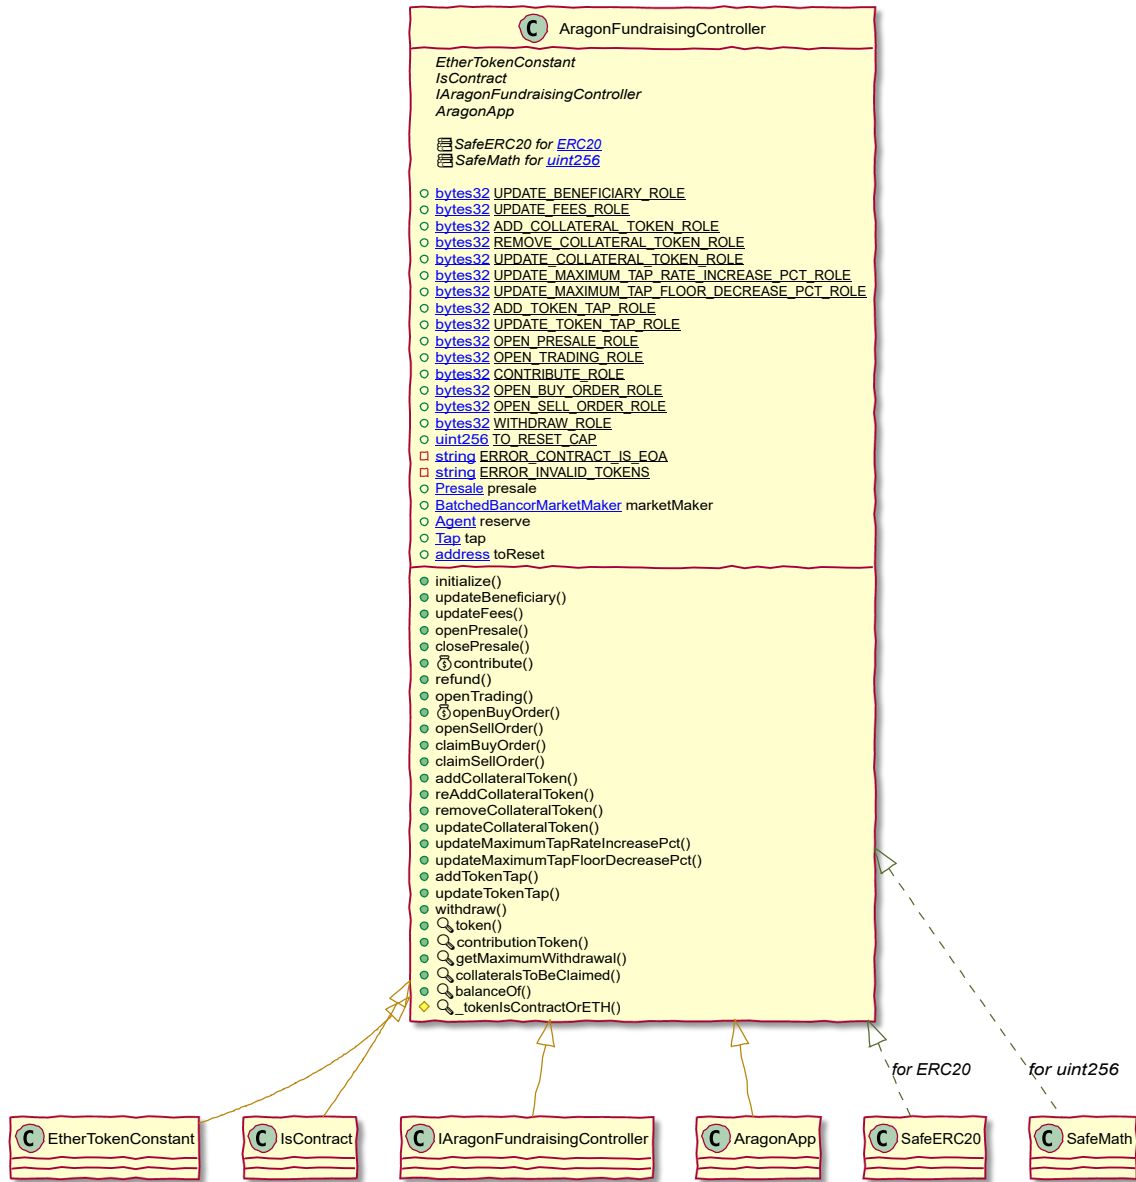 C AragonFundraisingController
EtherTokenConstant
IsContract
IAragonFundraisingController
AragonApp
SafeERC20 for ERC20
SafeMath for uint256
bytes32 UPDATE_BENEFICIARY_ROLE
bytes32 UPDATE_FEES_ROLE
bytes32 ADD_COLLATERAL_TOKEN_ROLE
bytes32 REMOVE_COLLATERAL_TOKEN_ROLE
bytes32 UPDATE_COLLATERAL_TOKEN_ROLE
bytes32 UPDATE_MAXIMUM_TAP_RATE_INCREASE_PCT_ROLE
bytes32 UPDATE_MAXIMUM_TAP_FLOOR_DECREASE_PCT_ROLE
bytes32 ADD_TOKEN_TAP_ROLE
bytes32 UPDATE_TOKEN_TAP_ROLE
bytes32 OPEN_PRESALE_ROLE
bytes32 OPEN_TRADING_ROLE
bytes32 CONTRIBUTE_ROLE
bytes32 OPEN_BUY_ORDER_ROLE
bytes32 OPEN_SELL_ORDER_ROLE
bytes32 WITHDRAW_ROLE
uint256 TO_RESET_CAP
string ERROR_CONTRACT_IS_EOA
string ERROR_INVALID_TOKENS
Presale presale
BatchedBancorMarketMaker marketMaker
Agent reserve
Tap tap
address toReset
initialize()
updateBeneficiary()
updateFees()
openPresale()
closePresale()
contribute()
refund()
openTrading()
openBuyOrder()
openSellOrder()
claimBuyOrder()
claimSellOrder()
addCollateralToken()
reAddCollateralToken()
removeCollateralToken()
updateCollateralToken()
updateMaximumTapRateIncreasePct()
updateMaximumTapFloorDecreasePct()
addTokenTap()
updateTokenTap()
withdraw()
token()
contributionToken()
getMaximumWithdrawal()
collateralsToBeClaimed()
balanceOf()
_tokenIsContractOrETH()
for ERC20
for uint256
C EtherTokenConstant
C IsContract
C IAragonFundraisingController
C AragonApp
C SafeERC20
C SafeMath